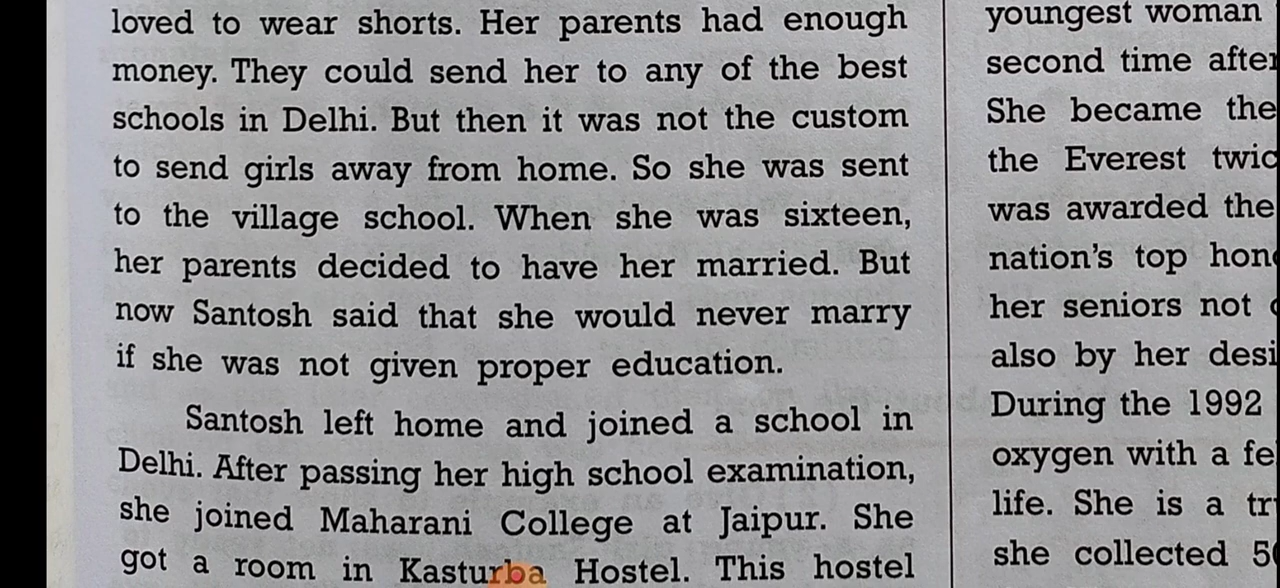 loved to wear shorts. Her parents had enough
money. They could send her to any of the best
schools in Delhi. But then it was not the custom
to send girls away from home. So she was sent
to the village school. When she was sixteen,
her parents decided to have her married. But
now Santosh said that she would never marry
if she was not given proper education.
Santosh left home and joined a school in
Delhi. After passing her high school examination,
she joined Maharani College at Jaipur. She
got a room in Kasturba Hostel. This hostel
youngest woman
second time after
She became the
the Everest
was awarded the
nation's top
her seniors not
also by her
During the 1992
oxygen with a
life. She is a
she collected